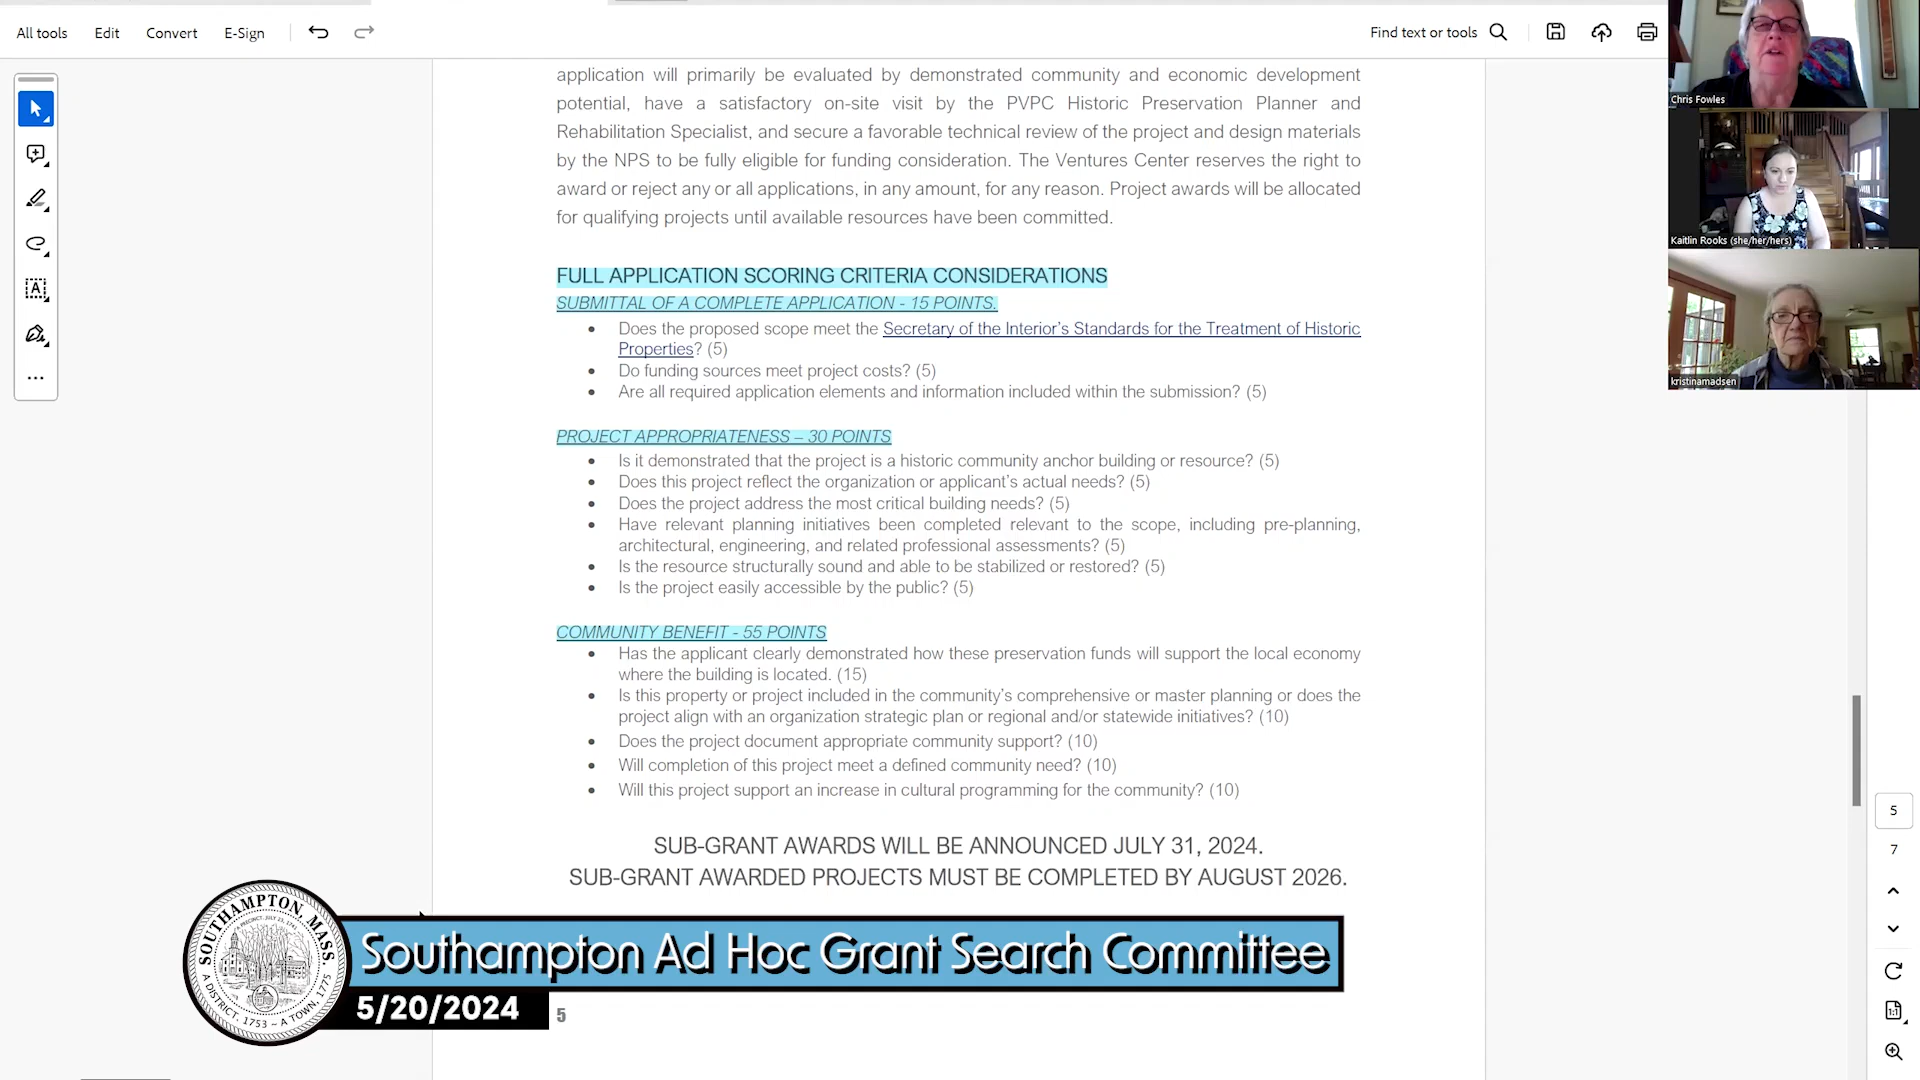 All tools Edit Convert E-Sign
Find text or tools
application will primarily be evaluated by demonstrated community and economic development
potential, have a satisfactory on-site visit by the PVPC Historic Preservation Planner and
Rehabilitation Specialist, and secure a favorable technical review of the project and design materials
by the NPS to be fully eligible for funding consideration. The Ventures Center reserves the right to
award or reject any or all applications, in any amount, for any reason. Project awards will be allocated
for qualifying projects until available resources have been committed.
FULL APPLICATION SCORING CRITERIA CONSIDERATIONS
SUBMITTAL OF A COMPLETE APPLICATION - 15 POINTS.
• Does the proposed scope meet the Secretary of the Interior's Standards for the Treatment of Historic
Properties? (5)
• Do funding sources meet project costs? (5)
• Are all required application elements and information included within the submission? (5)
PROJECT APPROPRIATENESS – 30 POINTS
• Is it demonstrated that the project is a historic community anchor building or resource? (5)
• Does this project reflect the organization or applicant's actual needs? (5)
• Does the project address the most critical building needs? (5)
• Have relevant planning initiatives been completed relevant to the scope, including pre-planning,
architectural, engineering, and related professional assessments? (5)
• Is the resource structurally sound and able to be stabilized or restored? (5)
• Is the project easily accessible by the public? (5)
COMMUNITY BENEFIT - 55 POINTS
• Has the applicant clearly demonstrated how these preservation funds will support the local economy
where the building is located. (15)
• Is this property or project included in the community's comprehensive or master planning or does the
project align with an organization strategic plan or regional and/or statewide initiatives? (10)
• Does the project document appropriate community support? (10)
• Will completion of this project meet a defined community need? (10)
• Will this project support an increase in cultural programming for the community? (10)
SUB-GRANT AWARDS WILL BE ANNOUNCED JULY 31, 2024.
SUB-GRANT AWARDED PROJECTS MUST BE COMPLETED BY AUGUST 2026.
5
Chris Fowles
Kaitlin Rooks (she/her/hers)
kristinamadsen
5
7
SOUTHAMPTON, MASS.
A DISTRICT, 1753 ~ A TOWN, 1775
Southampton Ad Hoc Grant Search Committee
5/20/2024